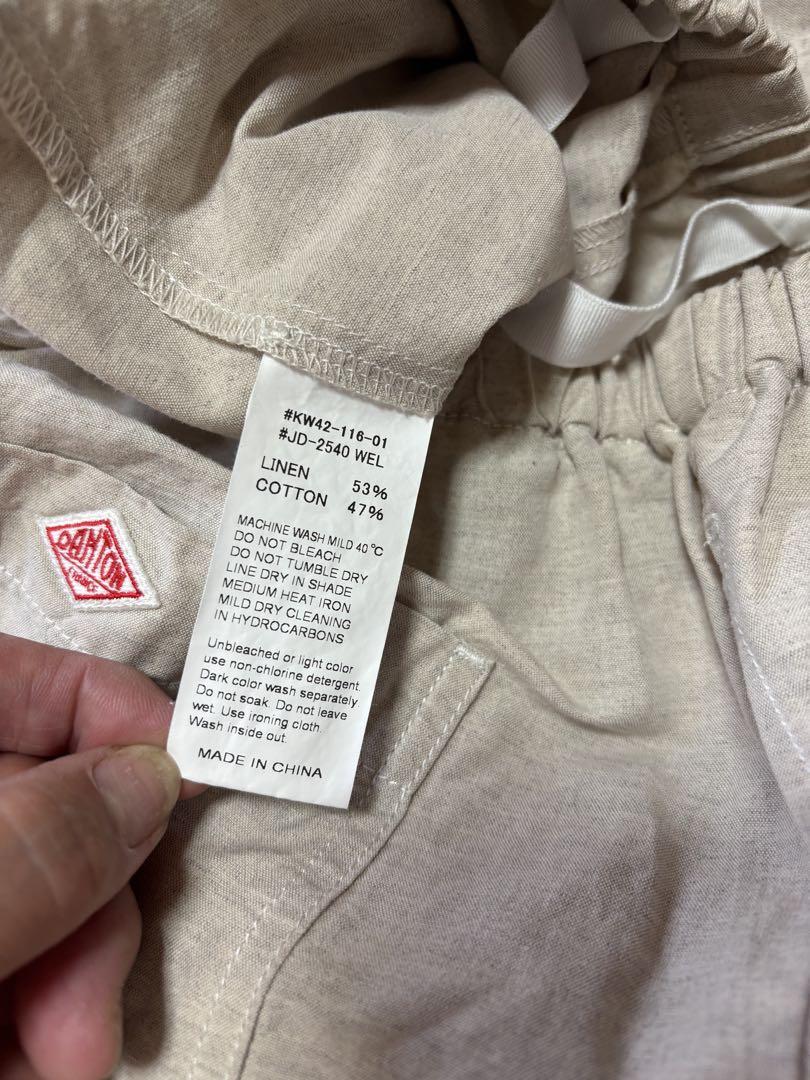 #KW42-116-01
#JD-2540 WEL
LINEN 53%
COTTON 47%
MACHINE WASH MILD 40 °C
DO NOT BLEACH
DO NOT TUMBLE DRY
LINE DRY IN SHADE
MEDIUM HEAT IRON
MILD DRY CLEANING
IN HYDROCARBONS
Unbleached or light color
use non-chlorine detergent.
Dark color wash separately.
Do not soak. Do not leave
wet. Use ironing cloth.
Wash inside out.
MADE IN CHINA
DANTON
FRANCE